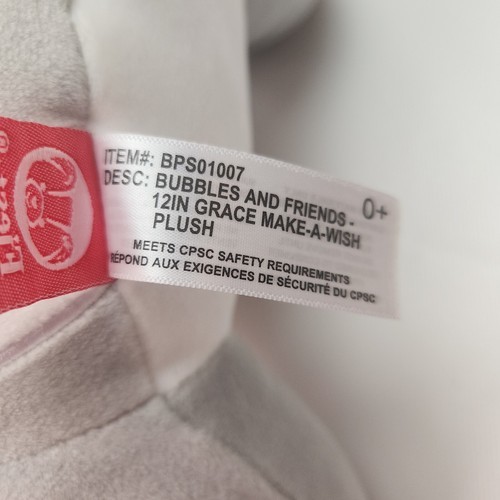 ITEM#: BPS01007
DESC: BUBBLES AND FRIENDS -
12IN GRACE MAKE-A-WISH
PLUSH
0+
MEETS CPSC SAFETY REQUIREMENTS
RÉPOND AUX EXIGENCES DE SÉCURITÉ DU CPSC